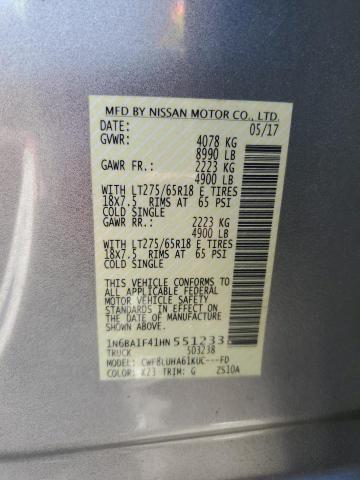 MFD BY NISSAN MOTOR CO., LTD.
DATE: 05/17
GVWR: 4078 KG
8990 LB
GAWR FR.: 2223 KG
4900 LB
WITH LT275/65R18 E TIRES
18X7.5 RIMS AT 65 PSI
COLD SINGLE
GAWR RR.: 2223 KG
4900 LB
WITH LT275/65R18 E TIRES
18X7.5 RIMS AT 65 PSI
COLD SINGLE
THIS VEHICLE CONFORMS TO
ALL APPLICABLE FEDERAL
MOTOR VEHICLE SAFETY
STANDARDS IN EFFECT ON
THE DATE OF MANUFACTURE
SHOWN ABOVE.
1N6BA1F41HN551233
TRUCK 503238
MODEL: CWF8LUHA61KUC---FD
COLOR: K23 TRIM: G ZS10A